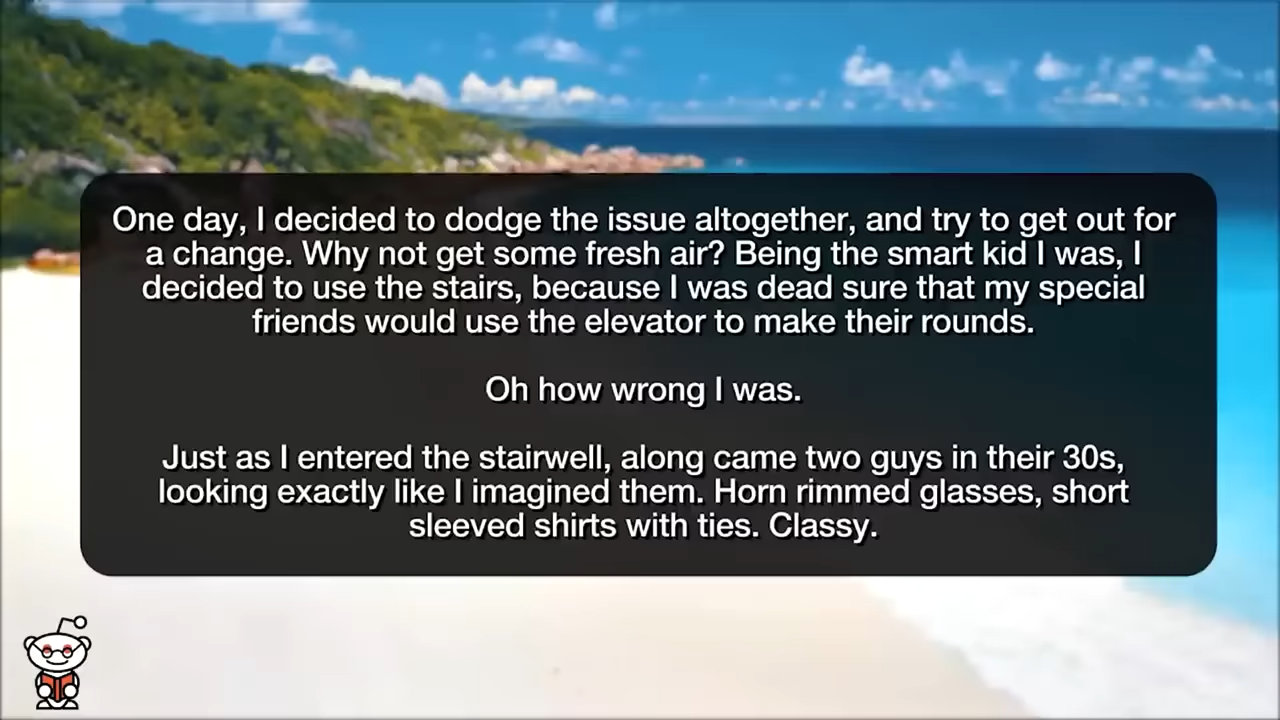 One day, I decided to dodge the issue altogether, and try to get out for
a change. Why not get some fresh air? Being the smart kid I was, I
decided to use the stairs, because I was dead sure that my special
friends would use the elevator to make their rounds.
Oh how wrong I was.
Just as I entered the stairwell, along came two guys in their 30s,
looking exactly like I imagined them. Horn rimmed glasses, short
sleeved shirts with ties. Classy.